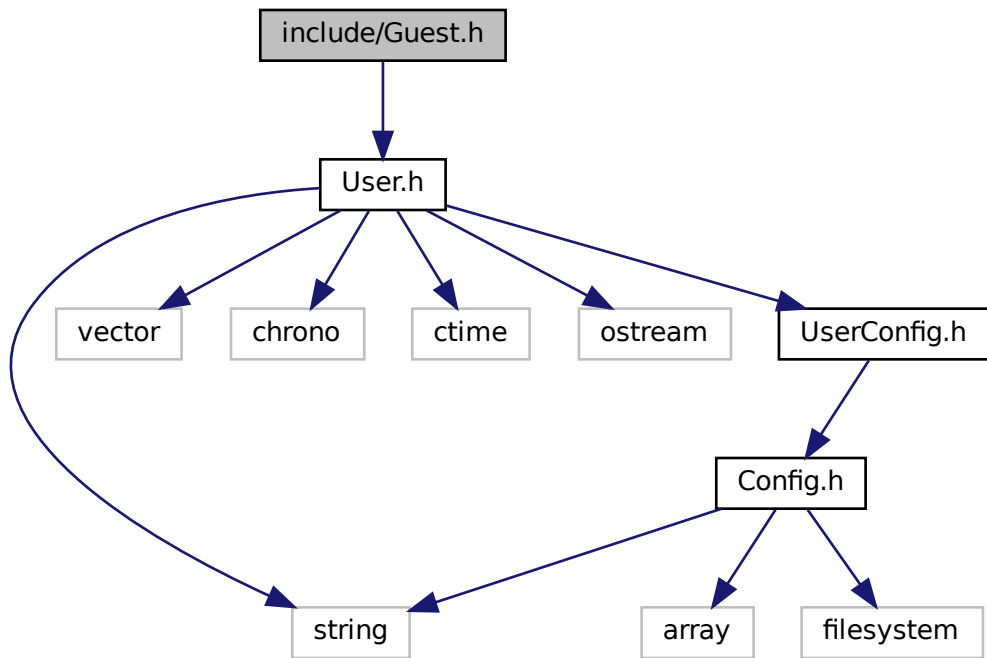 include/Guest.h
User.h
vector
chrono
ctime
ostream
UserConfig.h
Config.h
string
array
filesystem